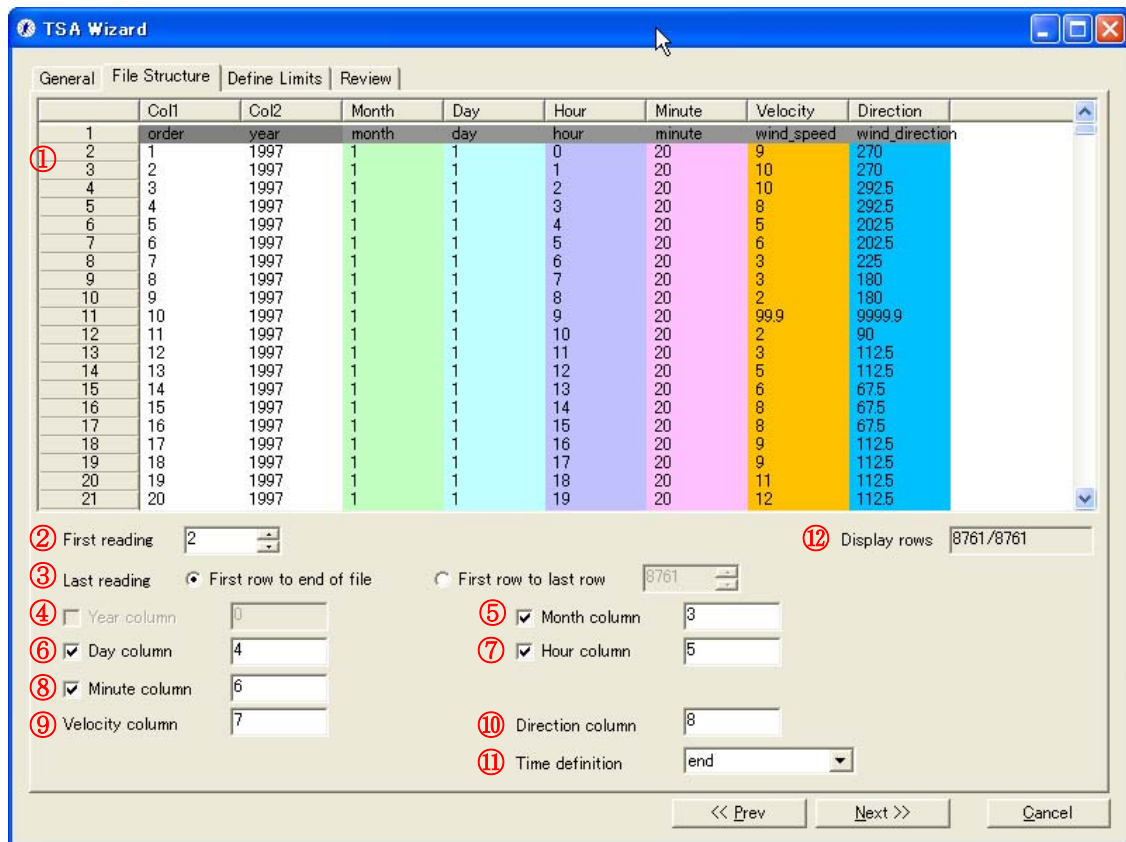 TSA Wizard
General File Structure Define Limits Review
Col1 Col2 Month Day Hour Minute Velocity Direction
1 order year month day hour minute wind_speed wind_direction
①
2 1 1997 1 1 0 20 9 270
3 2 1997 1 1 1 20 10 270
4 3 1997 1 1 2 20 10 292.5
5 4 1997 1 1 3 20 8 292.5
6 5 1997 1 1 4 20 5 202.5
7 6 1997 1 1 5 20 6 202.5
8 7 1997 1 1 6 20 3 225
9 8 1997 1 1 7 20 3 180
10 9 1997 1 1 8 20 2 180
11 10 1997 1 1 9 20 99.9 9999.9
12 11 1997 1 1 10 20 2 90
13 12 1997 1 1 11 20 3 112.5
14 13 1997 1 1 12 20 5 112.5
15 14 1997 1 1 13 20 6 67.5
16 15 1997 1 1 14 20 8 67.5
17 16 1997 1 1 15 20 8 67.5
18 17 1997 1 1 16 20 9 112.5
19 18 1997 1 1 17 20 9 112.5
20 19 1997 1 1 18 20 11 112.5
21 20 1997 1 1 19 20 12 112.5
② First reading 2 ⑫ Display rows 8761/8761
③ Last reading First row to end of file First row to last row 8761
④ Year column 0 ⑤ Month column 3
⑥ Day column 4 ⑦ Hour column 5
⑧ Minute column 6
⑨ Velocity column 7 ⑩ Direction column 8
⑪ Time definition end
<< Prev Next >> Cancel